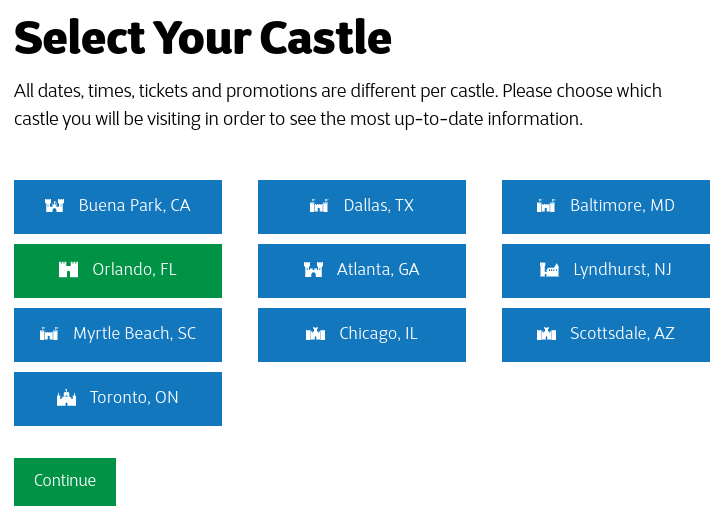 Select Your Castle
All dates, times, tickets and promotions are different per castle. Please choose which
castle you will be visiting in order to see the most up-to-date information.
Buena Park, CA
Dallas, TX
Baltimore, MD
Orlando, FL
Atlanta, GA
Lyndhurst, NJ
Myrtle Beach, SC
Chicago, IL
Scottsdale, AZ
Toronto, ON
Continue